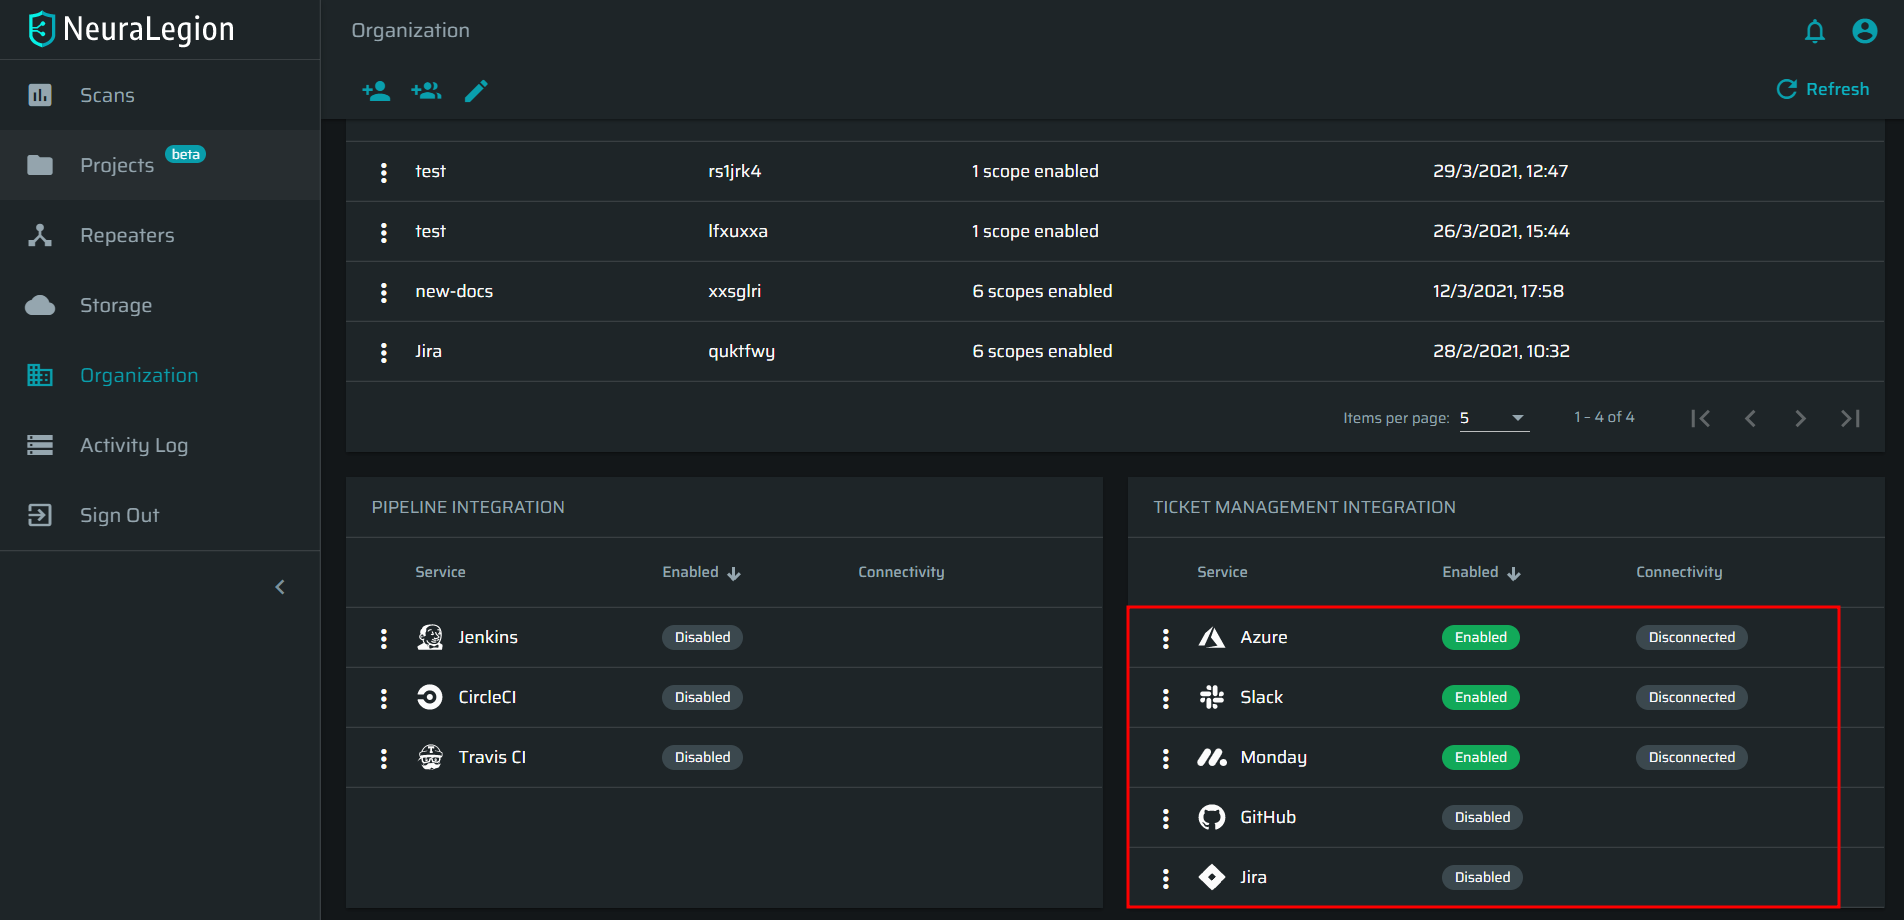 NeuraLegion
Organization
Scans
Projects beta
Repeaters
Storage
Organization
Activity Log
Sign Out
Refresh
test rs1jrk4 1 scope enabled 29/3/2021, 12:47
test lfxuxxa 1 scope enabled 26/3/2021, 15:44
new-docs xxsglri 6 scopes enabled 12/3/2021, 17:58
Jira quktfwy 6 scopes enabled 28/2/2021, 10:32
Items per page: 5 1 – 4 of 4
PIPELINE INTEGRATION
Service Enabled Connectivity
Jenkins Disabled
CircleCI Disabled
Travis CI Disabled
TICKET MANAGEMENT INTEGRATION
Service Enabled Connectivity
Azure Enabled Disconnected
Slack Enabled Disconnected
Monday Enabled Disconnected
GitHub Disabled
Jira Disabled